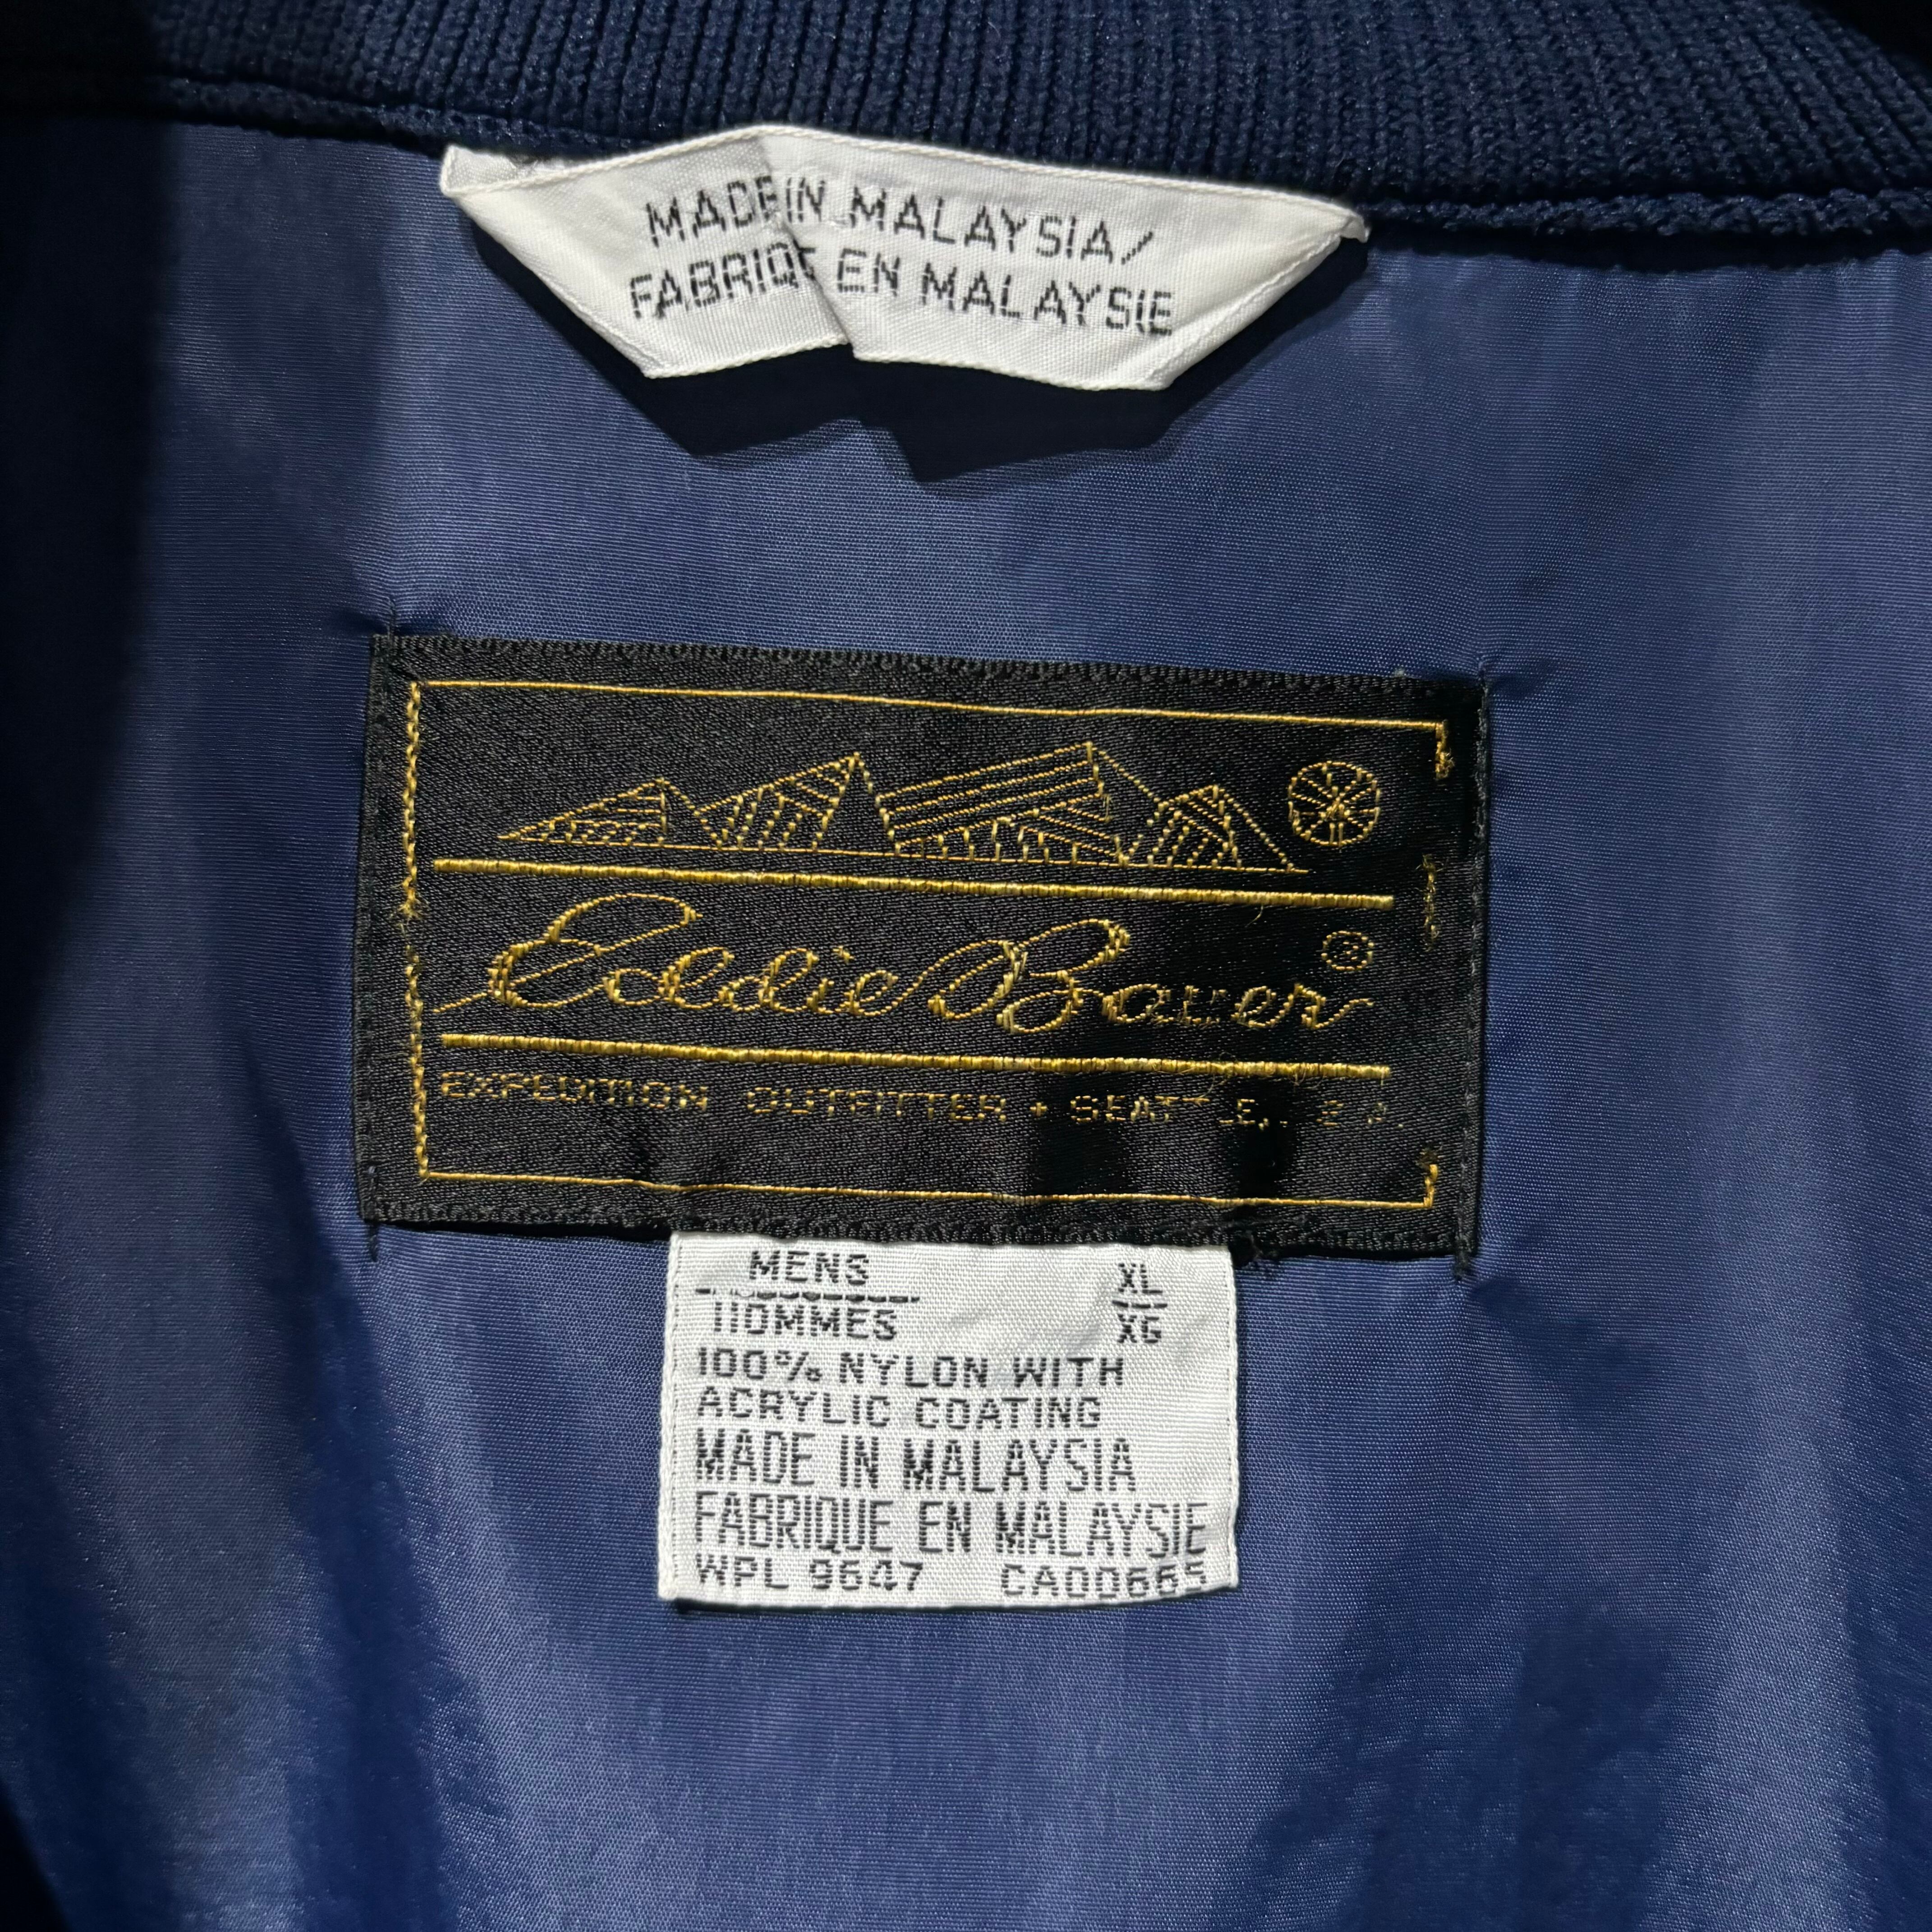 MADE IN MALAYSIA/
FABRIQUE EN MALAYSIE
Eddie Bauer®
EXPEDITION OUTFITTER • SEATTLE,
MENS XL
HOMMES XG
100% NYLON WITH
ACRYLIC COATING
MADE IN MALAYSIA
FABRIQUE EN MALAYSIE
WPL 9647 CA00665